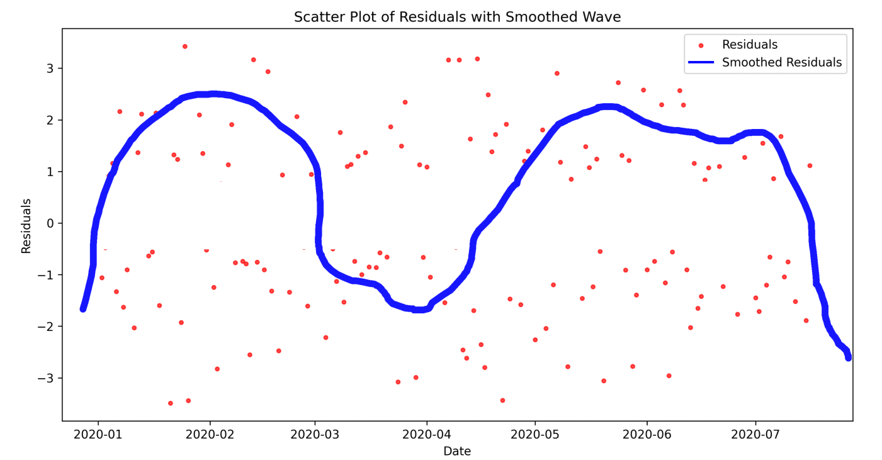 Scatter Plot of Residuals with Smoothed Wave
Residuals
Smoothed Residuals
Residuals
3
2
1
0
−1
−2
−3
2020-01 2020-02 2020-03 2020-04 2020-05 2020-06 2020-07
Date